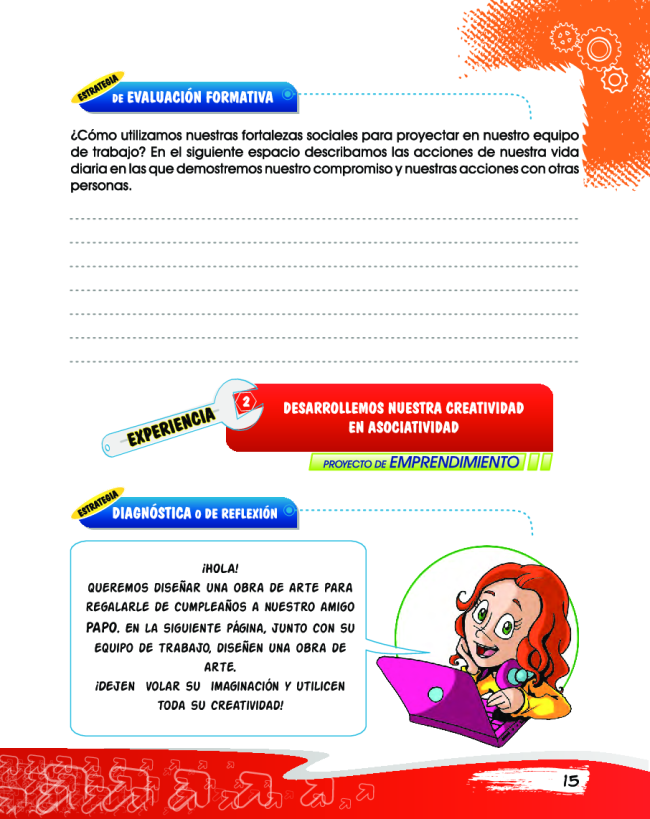 ESTRATEGIA
DE EVALUACIÓN FORMATIVA
¿Cómo utilizamos nuestras fortalezas sociales para proyectar en nuestro equipo
de trabajo? En el siguiente espacio describamos las acciones de nuestra vida
diaria en las que demostremos nuestro compromiso y nuestras acciones con otras
personas.
EXPERIENCIA
2
DESARROLLEMOS NUESTRA CREATIVIDAD
EN ASOCIATIVIDAD
PROYECTO DE EMPRENDIMIENTO
ESTRATEGIA
DIAGNÓSTICA O DE REFLEXIÓN
¡HOLA!
QUEREMOS DISEÑAR UNA OBRA DE ARTE PARA
REGALARLE DE CUMPLEAÑOS A NUESTRO AMIGO
PAPO. EN LA SIGUIENTE PÁGINA, JUNTO CON SU
EQUIPO DE TRABAJO, DISEÑEN UNA OBRA DE
ARTE.
¡DEJEN VOLAR SU IMAGINACIÓN Y UTILICEN
TODA SU CREATIVIDAD!
15